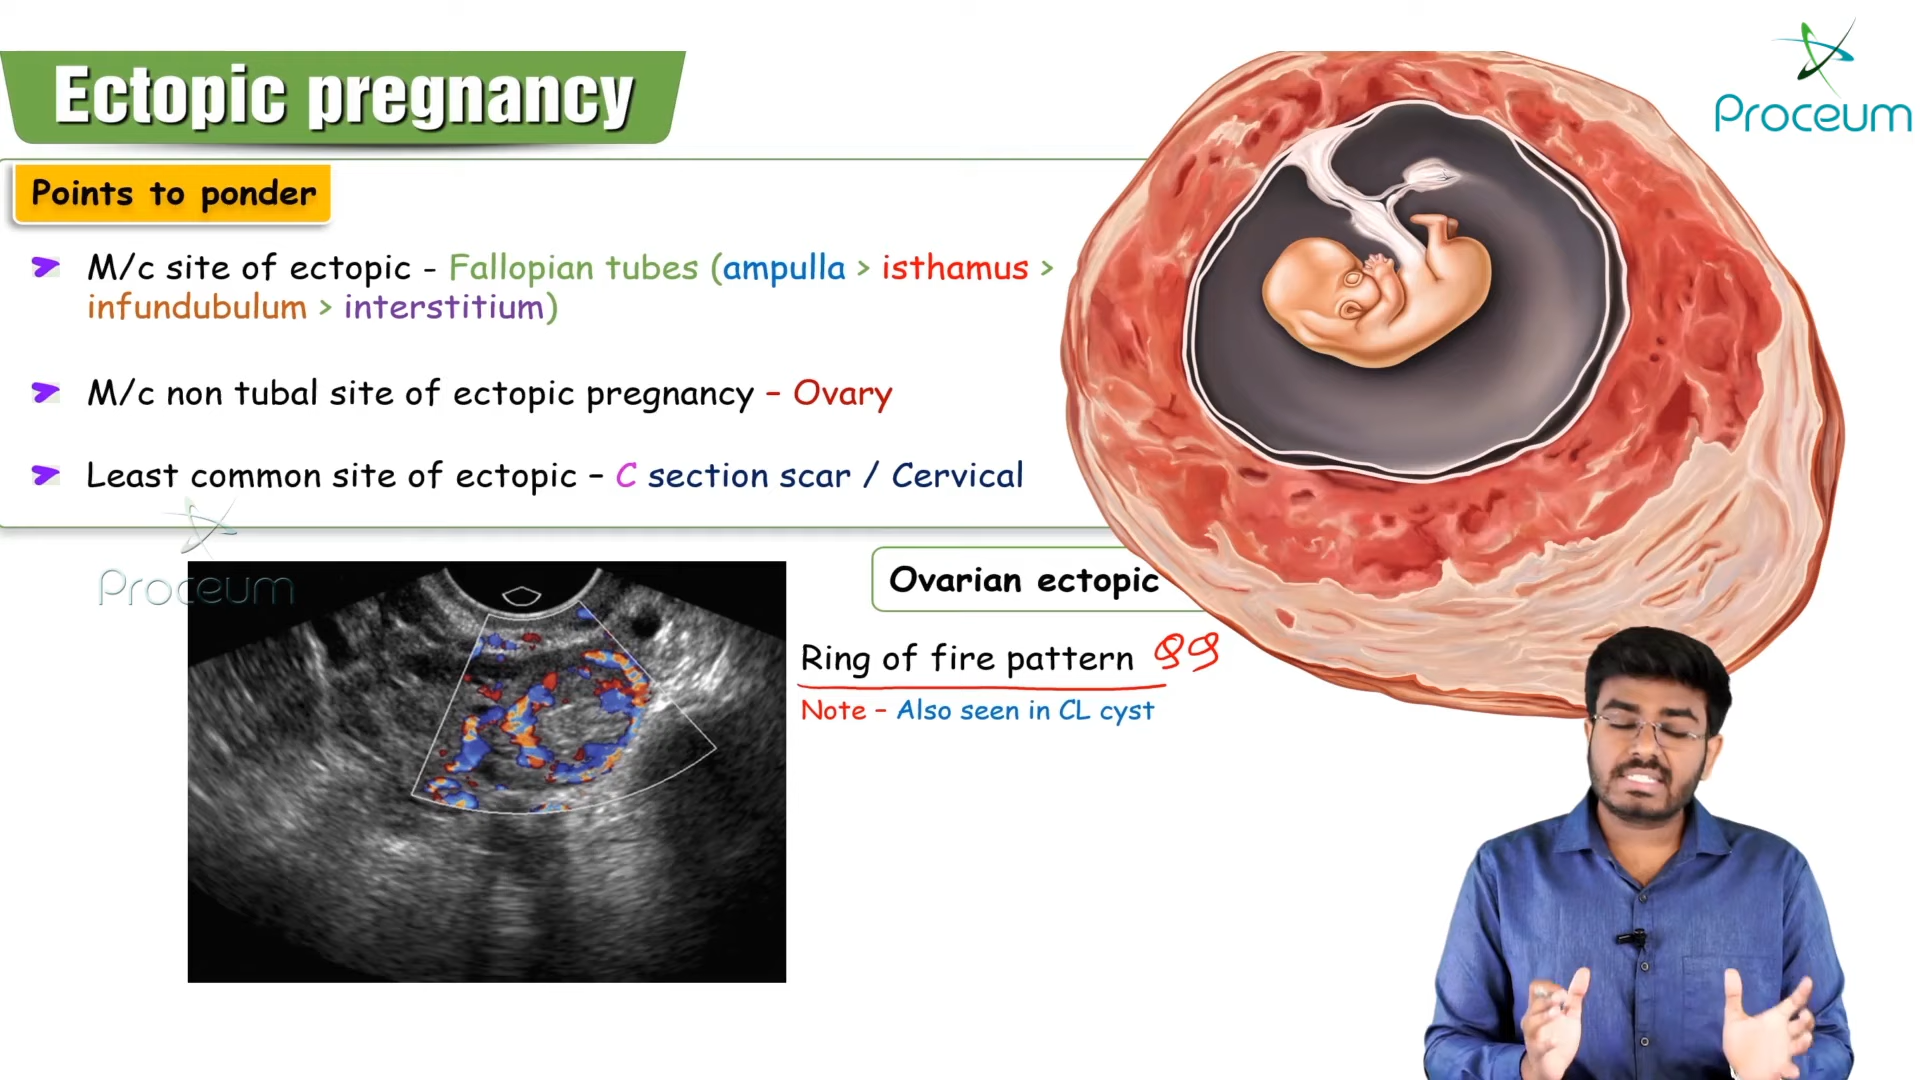 Ectopic pregnancy
Proceum
Points to ponder
M/c site of ectopic - Fallopian tubes (ampulla > isthamus >
infundubulum > interstitium)
M/c non tubal site of ectopic pregnancy – Ovary
Least common site of ectopic – C section scar / Cervical
Proceum
Ovarian ectopic
Ring of fire pattern
Note – Also seen in CL cyst